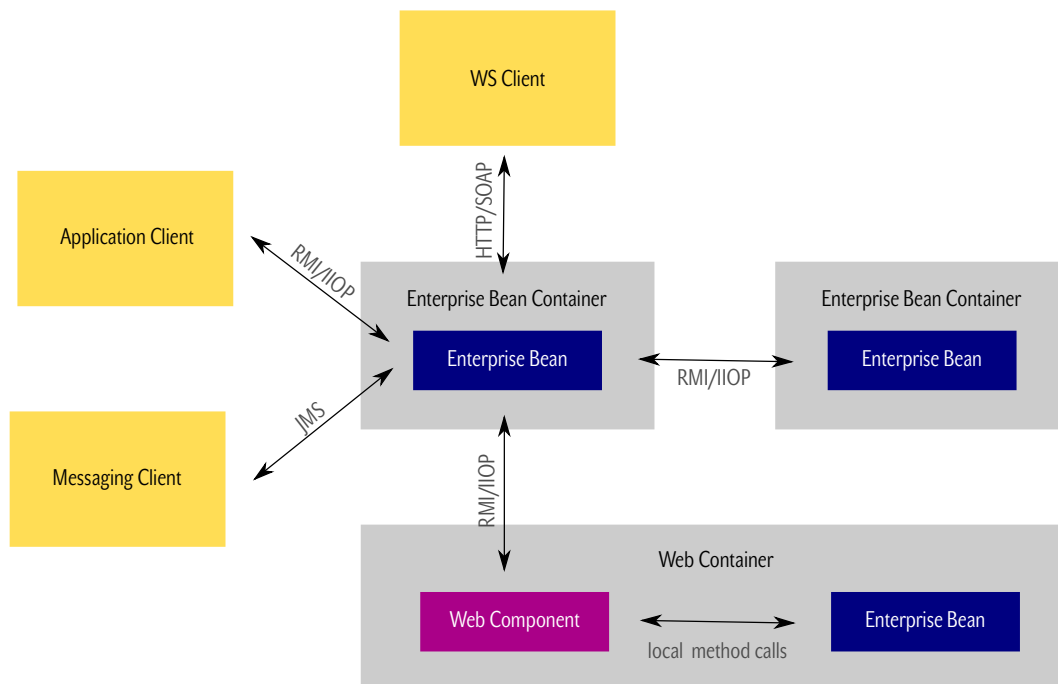 WS Client
HTTP/SOAP
Application Client
RMI/IIOP
Enterprise Bean Container
Enterprise Bean
RMI/IIOP
Enterprise Bean Container
Enterprise Bean
JMS
Messaging Client
RMI/IIOP
Web Container
Web Component
local method calls
Enterprise Bean